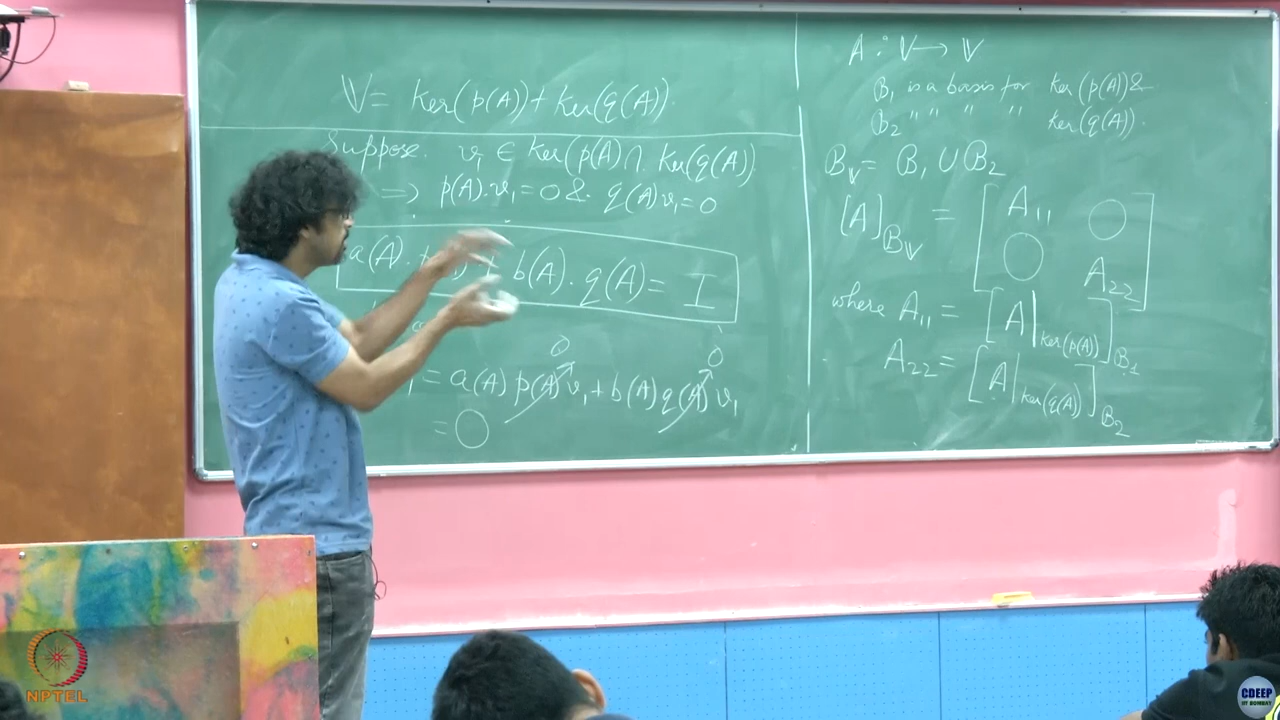 V = Ker(p(A)) + Ker(q(A)).
Suppose. v₁ ∈ Ker(p(A) ∩ Ker(q(A))
⇒ p(A).v₁ = 0 & q(A)v₁ = 0
a(A). + b(A).q(A) = I
0 0
= a(A) p(A) v₁ + b(A) q(A) v₁
= 0
A : V → V
B₁ is a basis for ker(p(A)) &
B₂ " " " " ker(q(A)).
B_V = B₁ ∪ B₂
[A]_{B_V} = [ A₁₁ 0
0 A₂₂ ]
where A₁₁ = [A|_{ker(p(A))}]_{B₁}
A₂₂ = [A|_{ker(q(A))}]_{B₂}
NPTEL
CDEEP
IIT BOMBAY